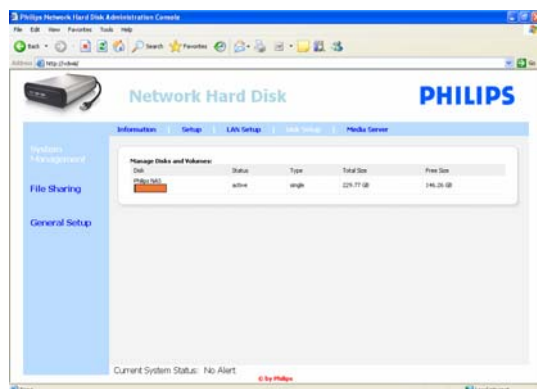 Philips Network Hard Disk Administration Console
File Edit View Favorites Tools Help
Back Search Favorites
Address Go
Network Hard Disk
PHILIPS
Information | Setup | LAN Setup | Disk Setup | Media Server
System
Management
File Sharing
General Setup
Manage Disks and Volumes:
Disk Status Type Total Size Free Size
Philips NAS active single 229.77 GB 146.26 GB
Current System Status: No Alert
© by Philips